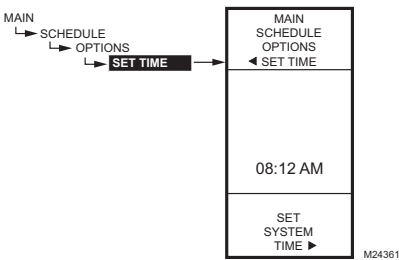 MAIN
SCHEDULE
OPTIONS
SET TIME
MAIN
SCHEDULE
OPTIONS
◄ SET TIME
08:12 AM
SET
SYSTEM
TIME ►
M24361